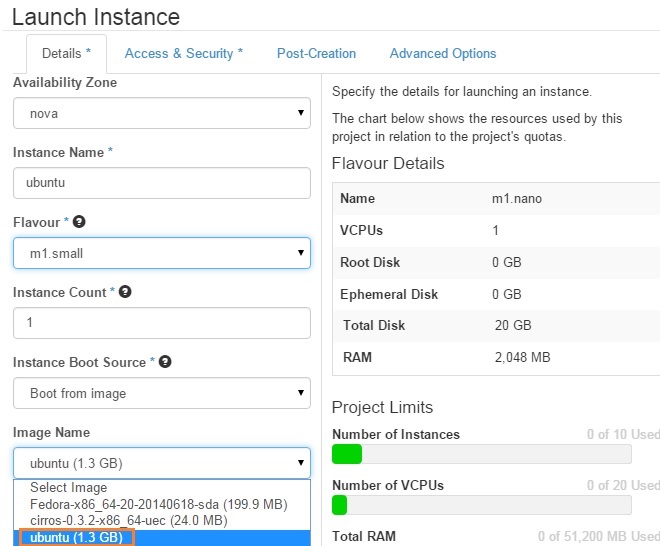 Launch Instance
Details *
Access & Security *
Post-Creation
Advanced Options
Availability Zone
nova
Instance Name *
ubuntu
Flavour *
m1.small
Instance Count *
1
Instance Boot Source *
Boot from image
Image Name
ubuntu (1.3 GB)
Select Image
Fedora-x86_64-20-20140618-sda (199.9 MB)
cirros-0.3.2-x86_64-uec (24.0 MB)
ubuntu (1.3 GB)
Specify the details for launching an instance.
The chart below shows the resources used by this
project in relation to the project's quotas.
Flavour Details
Name m1.nano
VCPUs 1
Root Disk 0 GB
Ephemeral Disk 0 GB
Total Disk 20 GB
RAM 2,048 MB
Project Limits
Number of Instances 0 of 10 Used
Number of VCPUs 0 of 20 Used
Total RAM 0 of 51,200 MB Used